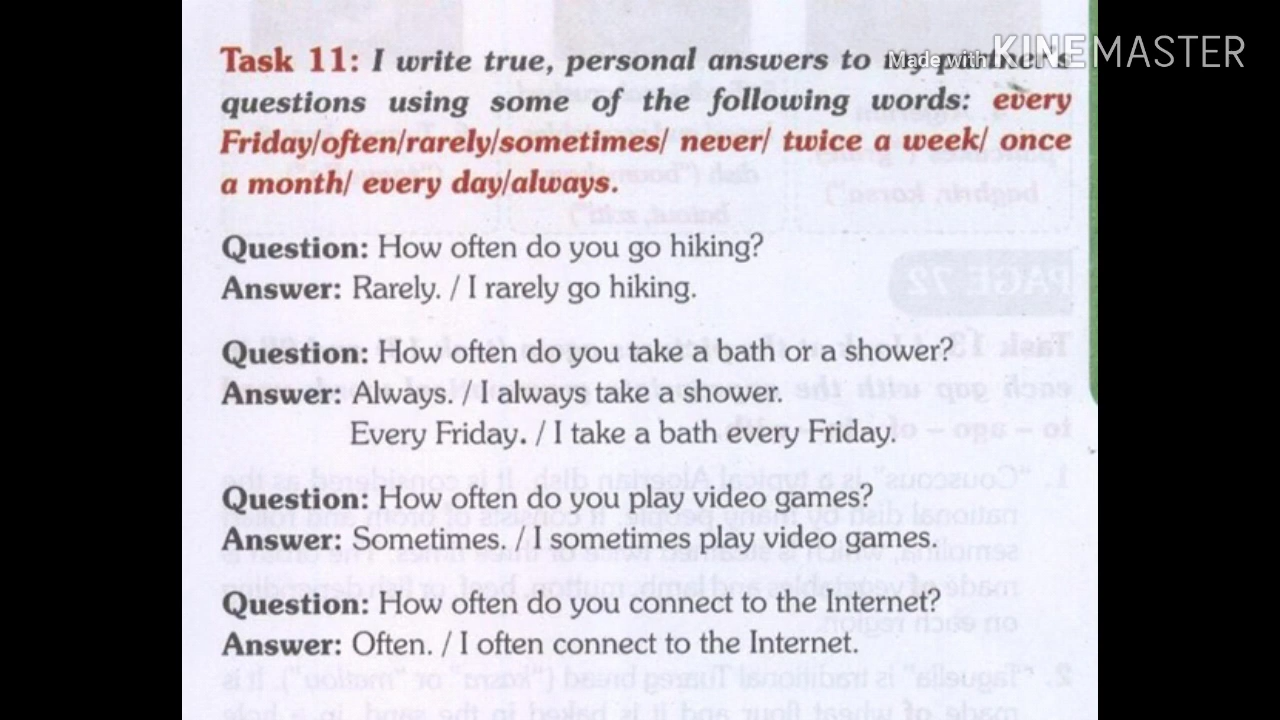 Task 11: I write true, personal answers to my partner's
questions using some of the following words: every
Friday/often/rarely/sometimes/ never/ twice a week/ once
a month/ every day/always.
Made with KINEMASTER
Question: How often do you go hiking?
Answer: Rarely. / I rarely go hiking.
Question: How often do you take a bath or a shower?
Answer: Always. / I always take a shower.
Every Friday. / I take a bath every Friday.
Question: How often do you play video games?
Answer: Sometimes. / I sometimes play video games.
Question: How often do you connect to the Internet?
Answer: Often. / I often connect to the Internet.